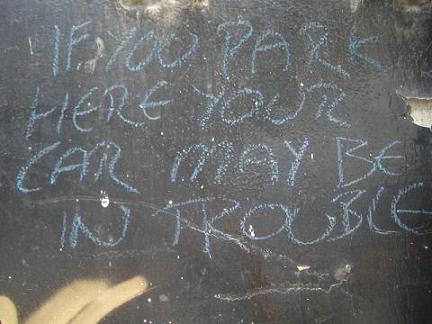 IF YOU PARK
HERE YOUR
CAR MAY BE
IN TROUBLE